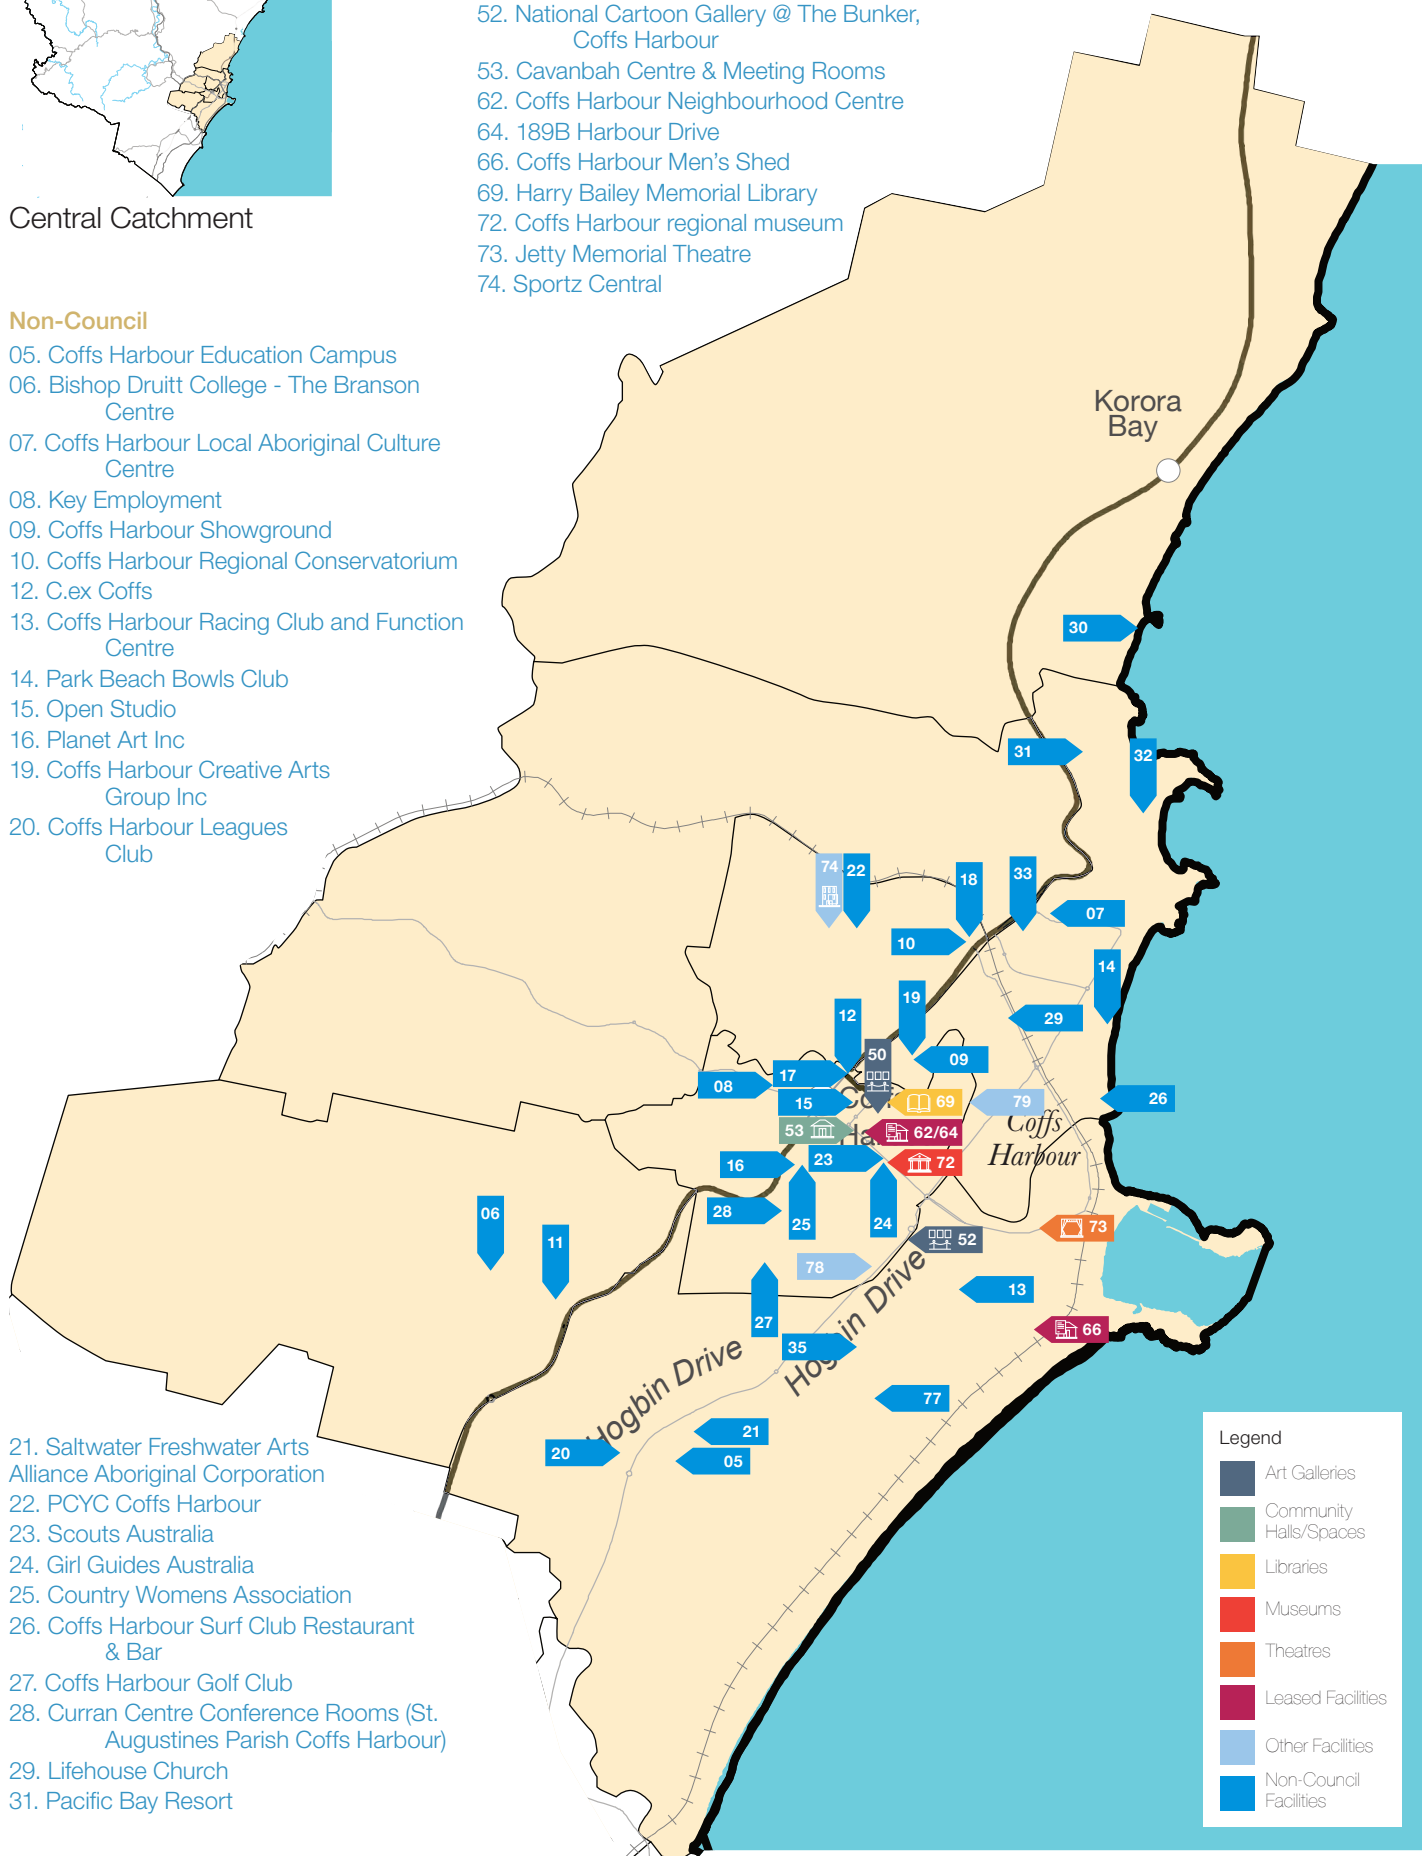 52. National Cartoon Gallery @ The Bunker,
Coffs Harbour
53. Cavanbah Centre & Meeting Rooms
62. Coffs Harbour Neighbourhood Centre
64. 189B Harbour Drive
66. Coffs Harbour Men's Shed
69. Harry Bailey Memorial Library
72. Coffs Harbour regional museum
73. Jetty Memorial Theatre
74. Sportz Central
Central Catchment
Non-Council
05. Coffs Harbour Education Campus
06. Bishop Druitt College - The Branson
Centre
07. Coffs Harbour Local Aboriginal Culture
Centre
08. Key Employment
09. Coffs Harbour Showground
10. Coffs Harbour Regional Conservatorium
12. C.ex Coffs
13. Coffs Harbour Racing Club and Function
Centre
14. Park Beach Bowls Club
15. Open Studio
16. Planet Art Inc
19. Coffs Harbour Creative Arts
Group Inc
20. Coffs Harbour Leagues
Club
Korora
Bay
30
31
32
74
22
18
33
07
10
14
19
12
29
50
09
17
08
15
69
79
26
Coffs
Harbour
53
62/64
16
23
72
06
28
25
24
11
73
52
78
13
27
66
35
Hogbin Drive
Hogbin Drive
77
21
20
05
21. Saltwater Freshwater Arts
Alliance Aboriginal Corporation
22. PCYC Coffs Harbour
23. Scouts Australia
24. Girl Guides Australia
25. Country Womens Association
26. Coffs Harbour Surf Club Restaurant
& Bar
27. Coffs Harbour Golf Club
28. Curran Centre Conference Rooms (St.
Augustines Parish Coffs Harbour)
29. Lifehouse Church
31. Pacific Bay Resort
Legend
Art Galleries
Community
Halls/Spaces
Libraries
Museums
Theatres
Leased Facilities
Other Facilities
Non-Council
Facilities